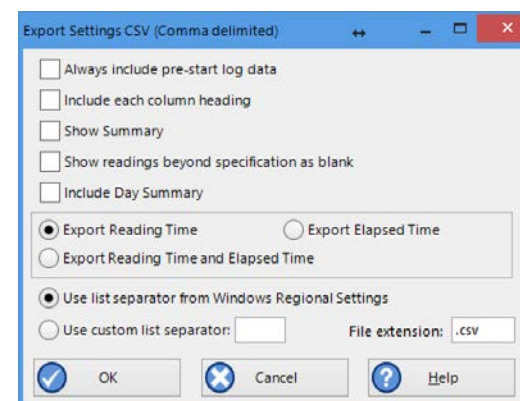 Export Settings CSV (Comma delimited)
Always include pre-start log data
Include each column heading
Show Summary
Show readings beyond specification as blank
Include Day Summary
Export Reading Time Export Elapsed Time
Export Reading Time and Elapsed Time
Use list separator from Windows Regional Settings
Use custom list separator: File extension: .csv
OK Cancel Help